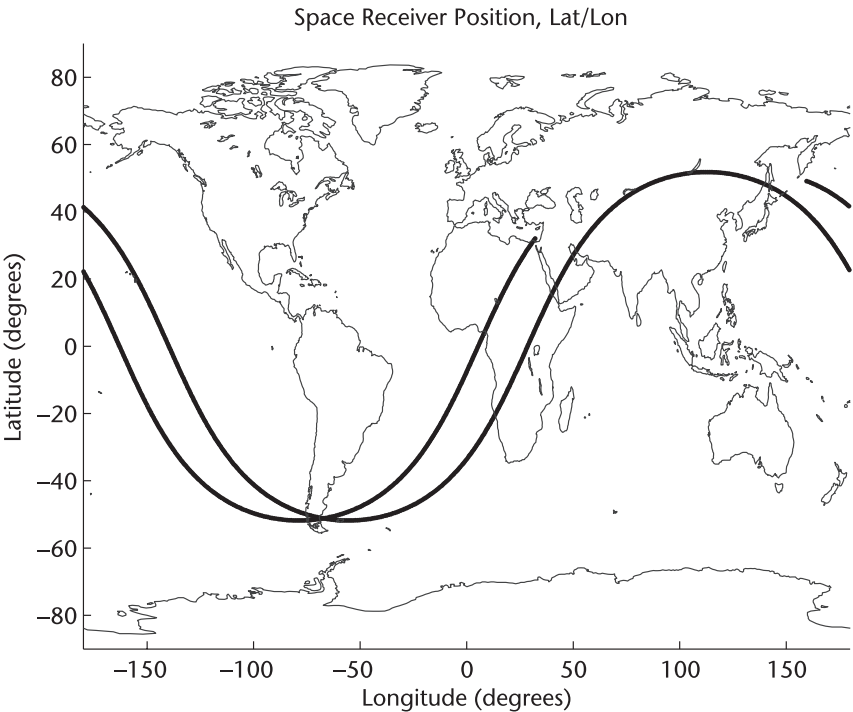 Space Receiver Position, Lat/Lon
80
60
40
20
0
−20
−40
−60
−80
Latitude (degrees)
−150 −100 −50 0 50 100 150
Longitude (degrees)